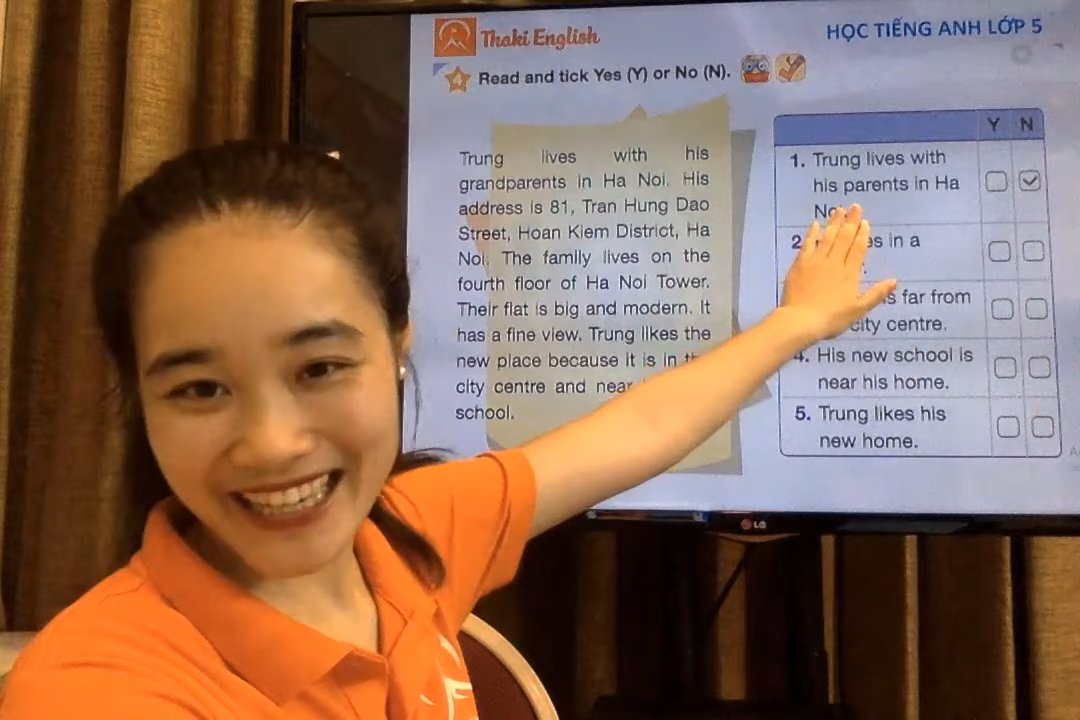 Thaki English
HỌC TIẾNG ANH LỚP 5
4 Read and tick Yes (Y) or No (N).
Trung lives with his
grandparents in Ha Noi. His
address is 81, Tran Hung Dao
Street, Hoan Kiem District, Ha
Noi. The family lives on the
fourth floor of Ha Noi Tower.
Their flat is big and modern. It
has a fine view. Trung likes the
new place because it is in
city centre and near
school.
Y N
1. Trung lives with
his parents in Ha
2 in a
far from
city centre.
4. His new school is
near his home.
5. Trung likes his
new home.
LG